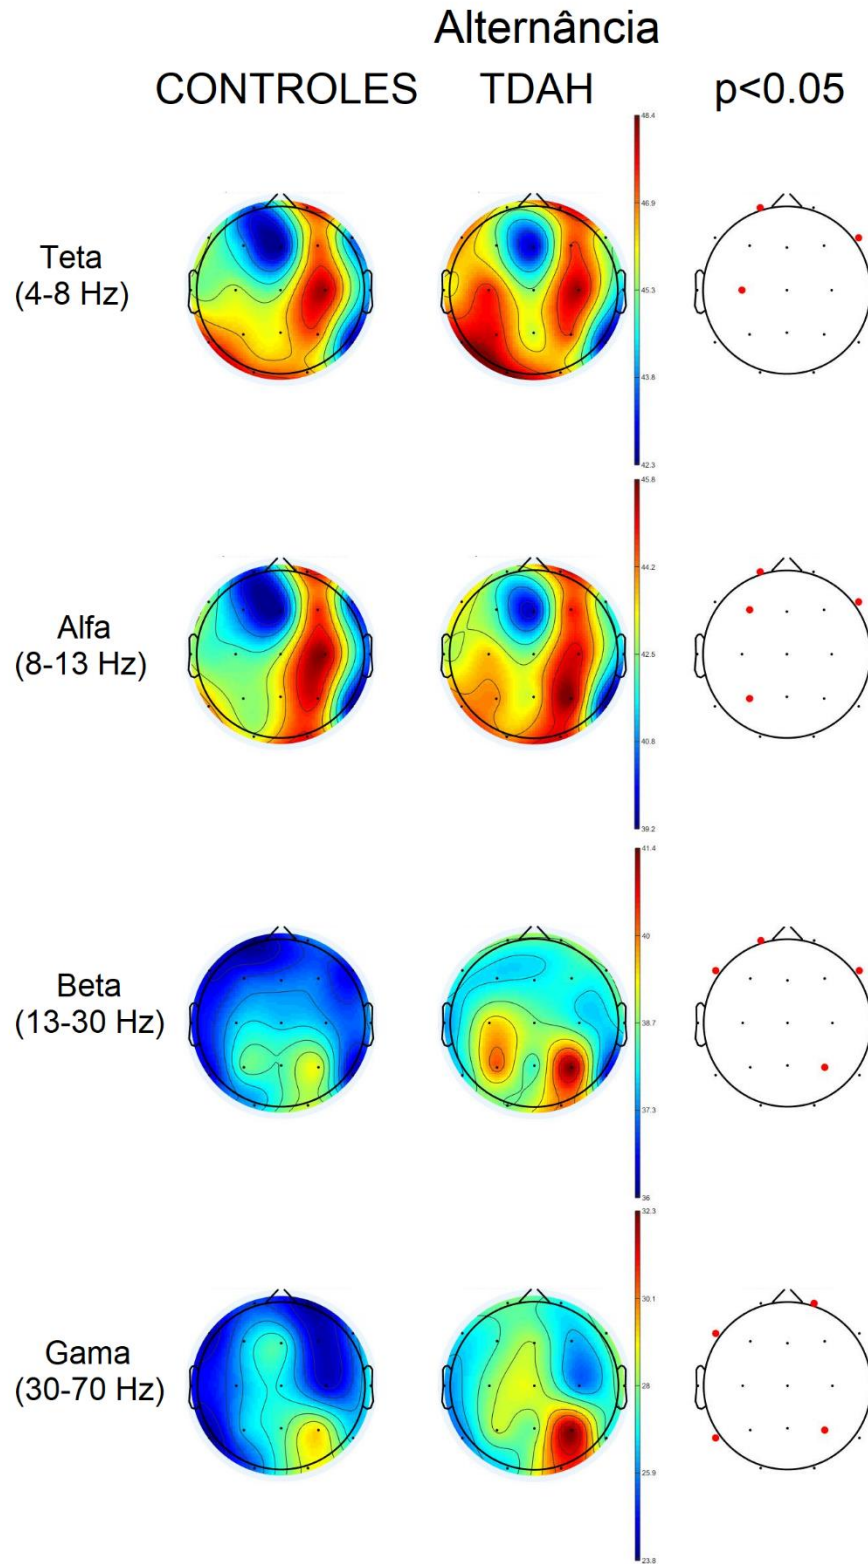 Alternância
CONTROLES TDAH p<0.05
48.4
46.9
Teta
(4-8 Hz)
45.3
43.8
42.3
45.8
44.2
Alfa
(8-13 Hz)
42.5
40.8
39.2
41.4
40
Beta
(13-30 Hz)
38.7
37.3
36
32.3
30.1
Gama
(30-70 Hz)
28
25.9
23.8